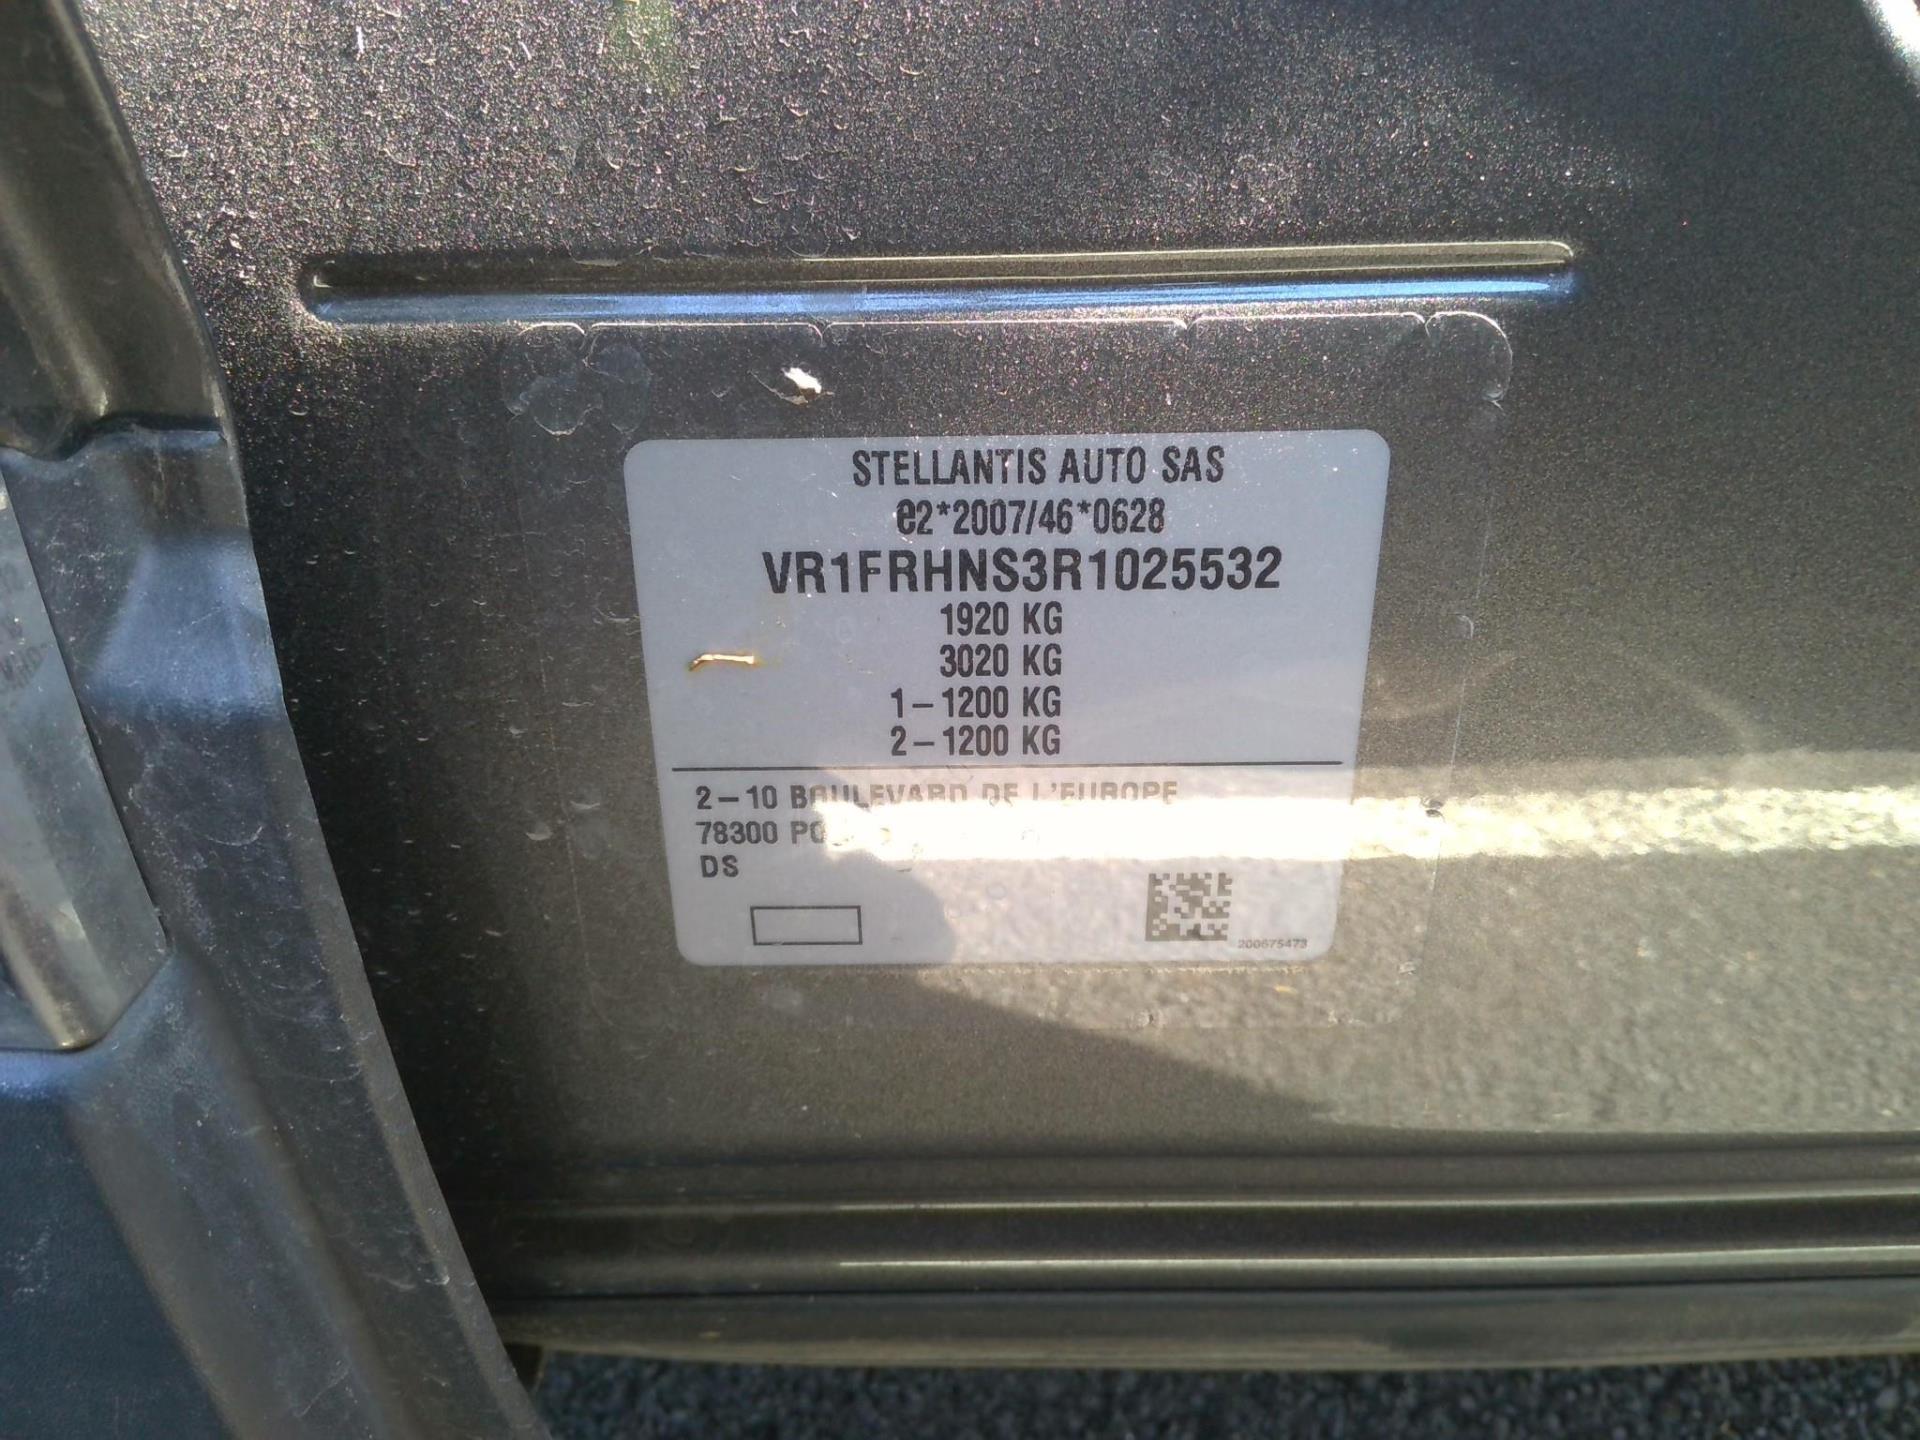 STELLANTIS AUTO SAS
e2*2007/46*0628
VR1FRHNS3R1025532
1920 KG
3020 KG
1-1200 KG
2-1200 KG
2-10 BOULEVARD DE L'EUROPE
78300
DS
200675473